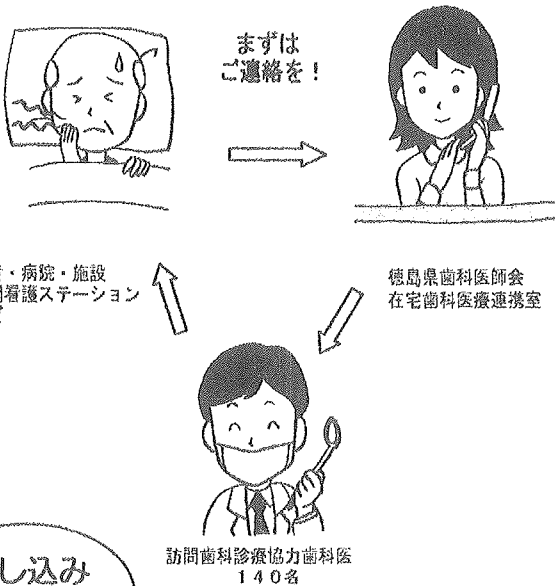 まずは
ご連絡を！
・病院・施設
看護ステーション
徳島県歯科医師会
在宅歯科医療連携室
訪問歯科診療協力歯科医
１４０名
し込み